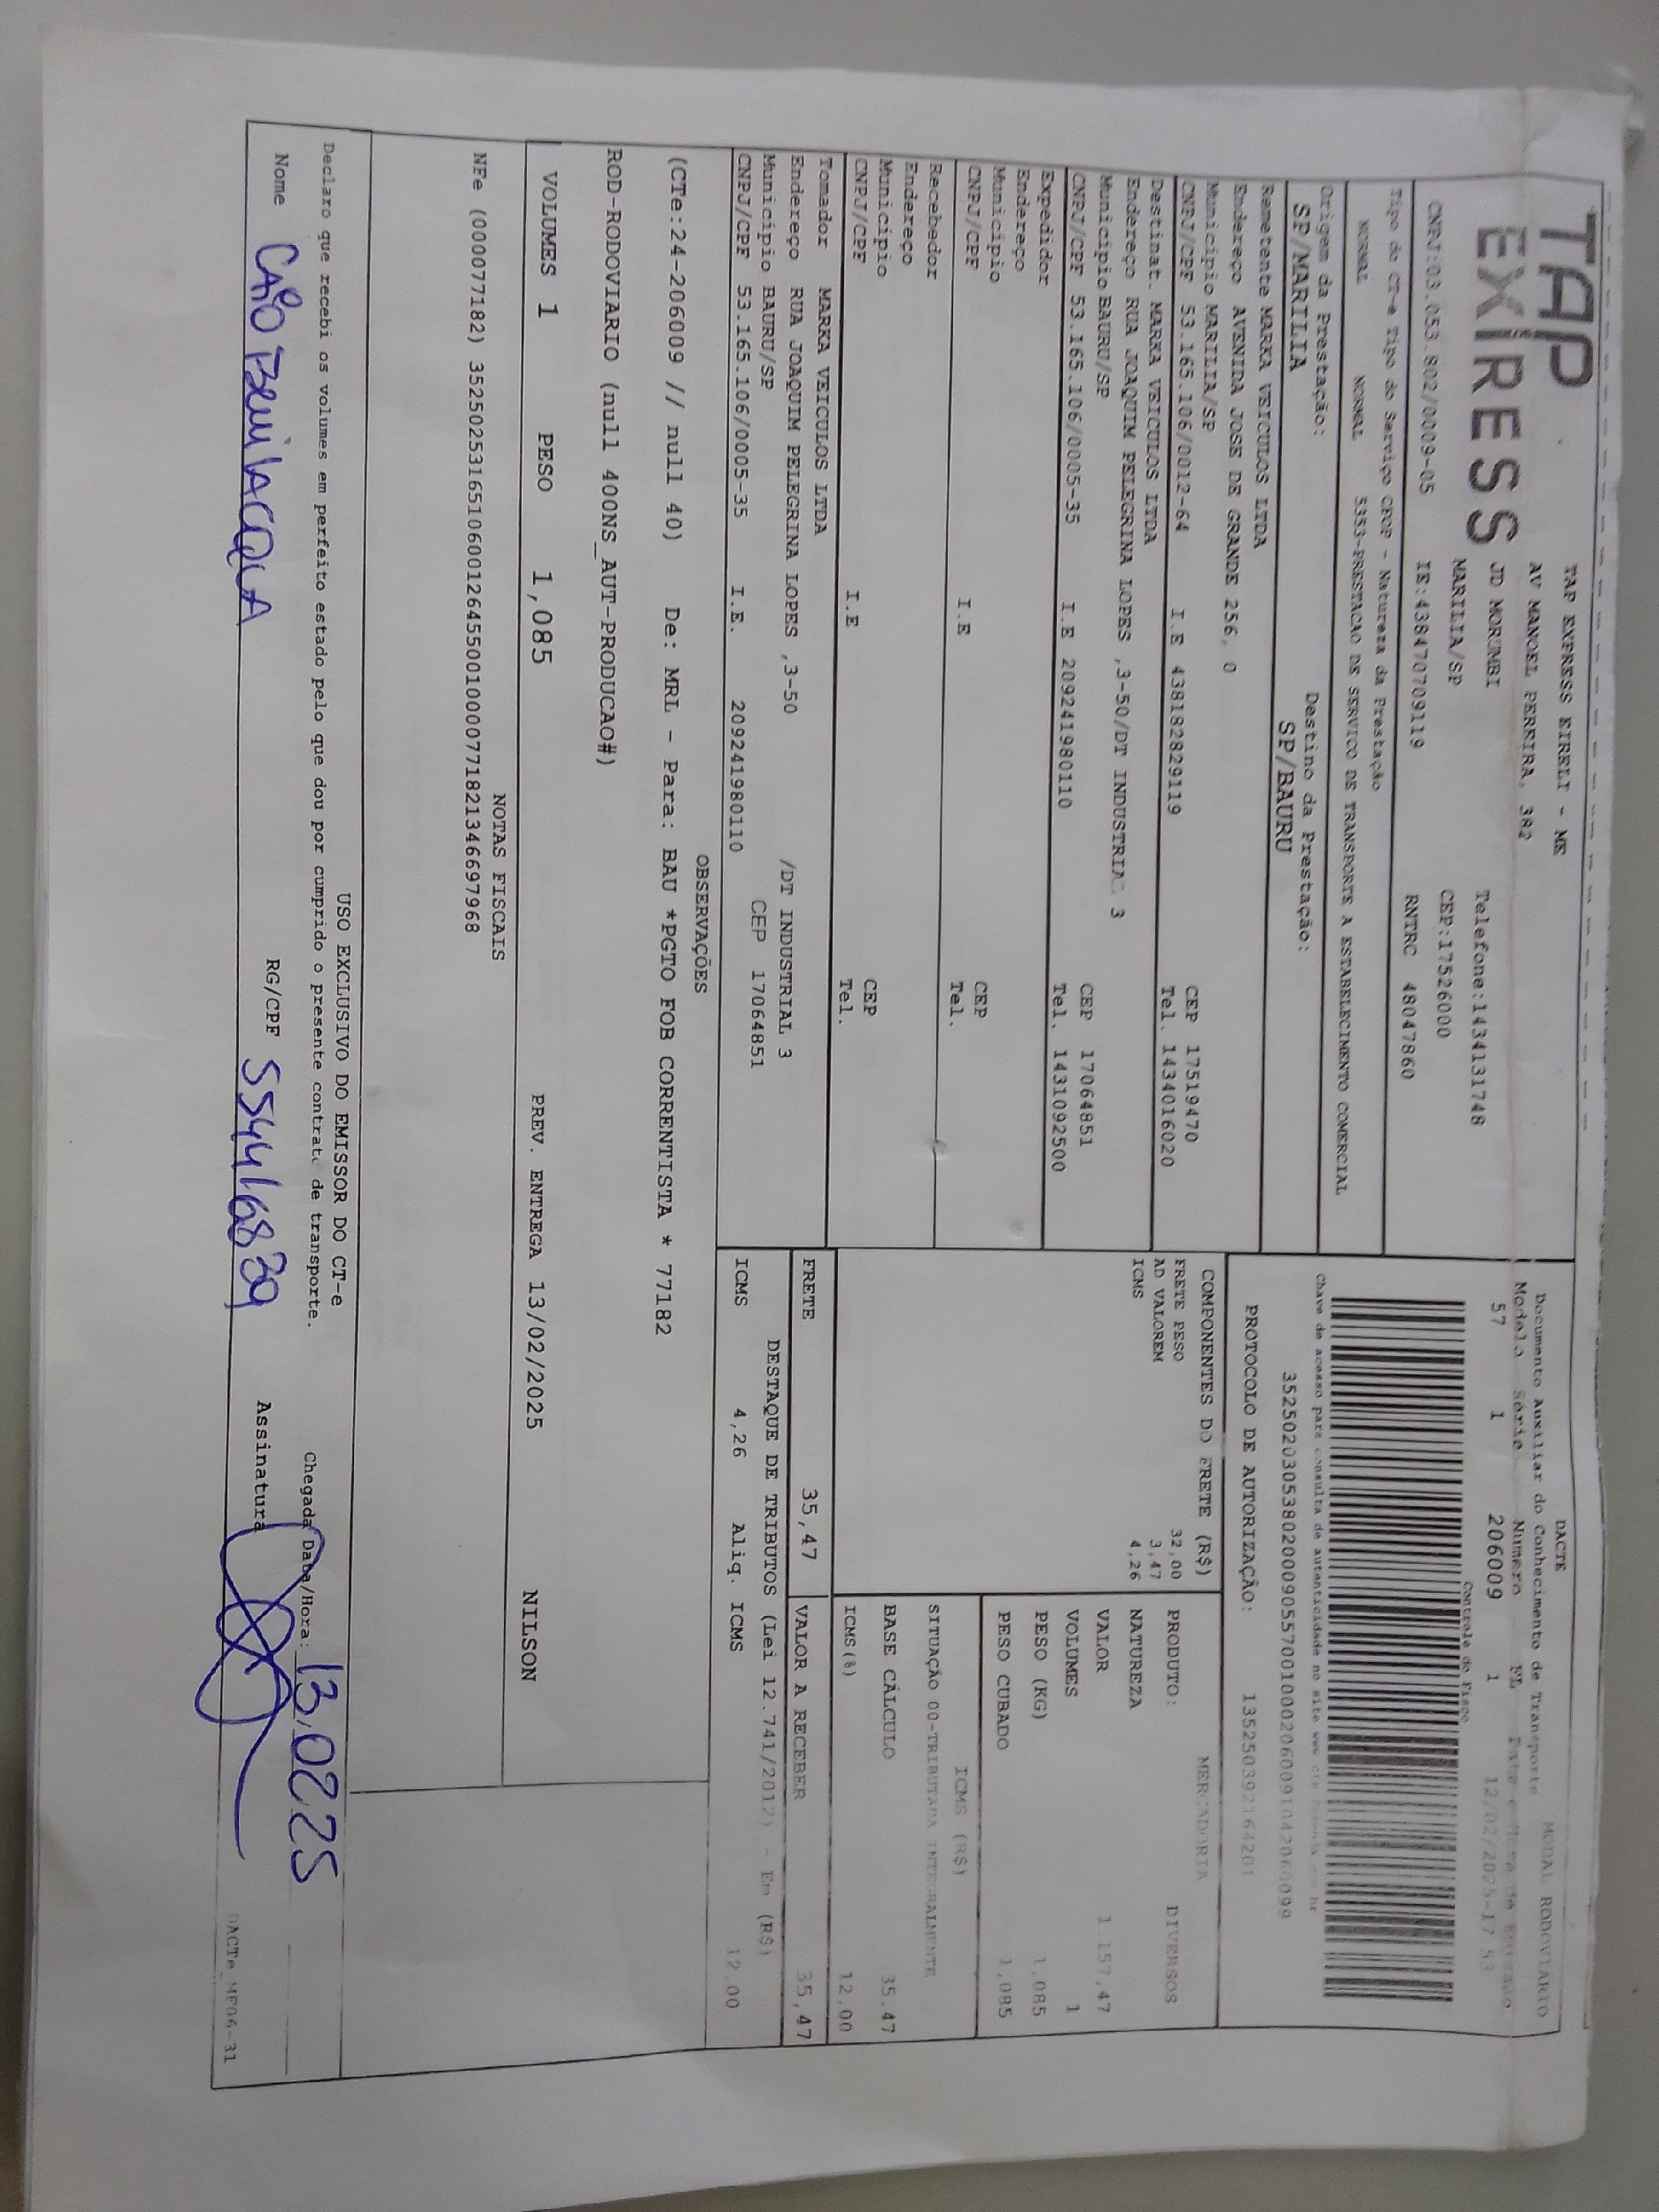 TAP
EXPRESS
TAP EXPRESS EIRELI - ME
AV MANOEL PERREIRA, 382
JD MORUMBI
Telefone:1434131748
MARILIA/SP
CEP:17526000
CNPJ:03.053.802/0009-05 IE:438470709119 RNTRC 48047860
Tipo do CT-e Tipo do Serviço CFOP - Natureza da Prestação
NORMAL NORMAL 5353-PRESTACAO DE SERVICO DE TRANSPORTE A ESTABELECIMENTO COMERCIAL
Origem da Prestação: Destino da Prestação:
SP/MARILIA SP/BAURU
DACTE MODAL RODOVIARIO
Documento Auxiliar do Conhecimento de Transporte
Modelo Série Número FL Data e Hora de Emissão
57 1 206009 1 12/02/2025-17:53
Controle do Fisco
Chave de acesso para consulta de autenticidade no site
PROTOCOLO DE AUTORIZAÇÃO: 135250392164201
Remetente MARKA VEICULOS LTDA
Endereço AVENIDA JOSE DE GRANDE 256, 0
Município MARILIA/SP CEP 17519470
CNPJ/CPF 53.165.106/0012-64 I.E 438182829119 Tel. 1434016020
Destinat. MARKA VEICULOS LTDA
Endereço RUA JOAQUIM PELEGRINA LOPES ,3-50/DT INDUSTRIAL 3
Município BAURU/SP CEP 17064851
CNPJ/CPF 53.165.106/0005-35 I.E 209241980110 Tel. 1431092500
Expedidor
Endereço
Município CEP
CNPJ/CPF I.E Tel.
Recebedor
Endereço
Município CEP
CNPJ/CPF I.E Tel.
Tomador MARKA VEICULOS LTDA
Endereço RUA JOAQUIM PELEGRINA LOPES ,3-50 /DT INDUSTRIAL 3
Município BAURU/SP CEP 17064851
CNPJ/CPF 53.165.106/0005-35 I.E. 209241980110
COMPONENTES DO FRETE (R$)
FRETE PESO 32,00
AD VALOREM 3,47
ICMS 4,26
MERCADORIA
PRODUTO: DIVERSOS
NATUREZA
VALOR 1.157,47
VOLUMES 1
PESO (KG) 1,085
PESO CUBADO 1,085
ICMS (R$)
SITUAÇÃO 00-TRIBUTADA INTEGRALMENTE
BASE CÁLCULO 35,47
ICMS(%) 12,00
FRETE 35,47 VALOR A RECEBER 35,47
DESTAQUE DE TRIBUTOS (Lei 12.741/2012) - Em (R$)
ICMS 4,26 Aliq. ICMS 12,00
OBSERVAÇÕES
(CTe:24-206009 // null 40) De: MRL - Para: BAU *PGTO FOB CORRENTISTA * 77182
ROD-RODOVIARIO (null 400NS_AUT-PRODUCAO#)
VOLUMES 1 PESO 1,085 PREV. ENTREGA 13/02/2025 NILSON
NOTAS FISCAIS
NFe (000077182) 35250253165106001264550010000771821346697968
USO EXCLUSIVO DO EMISSOR DO CT-e
Declaro que recebi os volumes em perfeito estado pelo que dou por cumprido o presente contrato de transporte.
Chegada Data/Hora: 13,02,25
Nome CAIO BEVILACQUA RG/CPF 554416839 Assinatura
DACTe_MF06-31